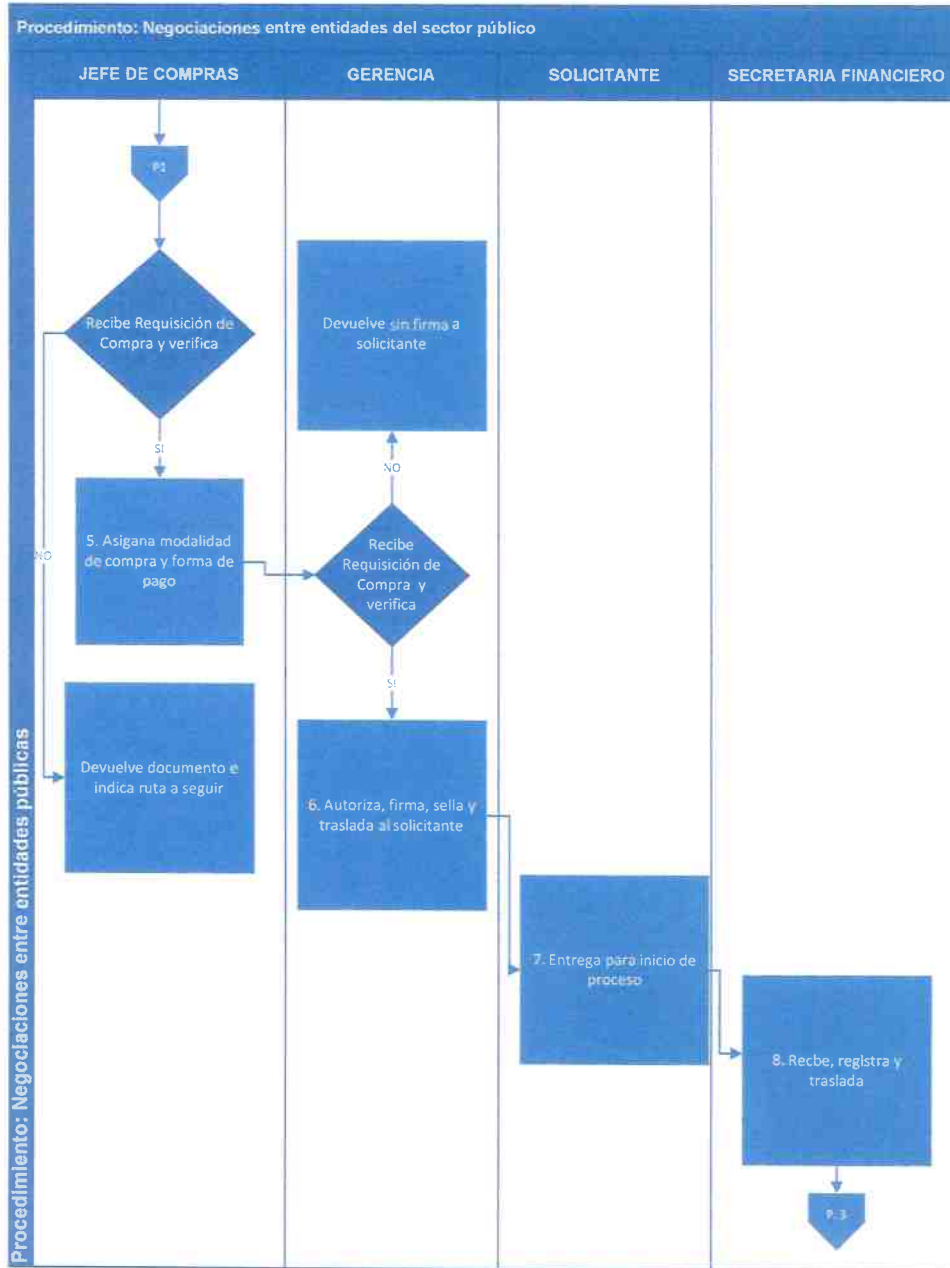 Procedimiento: Negociaciones entre entidades del sector público
JEFE DE COMPRAS
GERENCIA
SOLICITANTE
SECRETARIA FINANCIERO
P1
Recibe Requisición de
Compra y verifica
Devuelve sin firma a
solicitante
SI
NO
NO
5. Asigana modalidad
de compra y forma de
pago
Recibe
Requisición de
Compra y
verifica
SI
Devuelve documento e
indica ruta a seguir
6. Autoriza, firma, sella y
traslada al solicitante
7. Entrega para inicio de
proceso
8. Recbe, registra y
traslada
P. 3
Procedimiento: Negociaciones entre entidades públicas